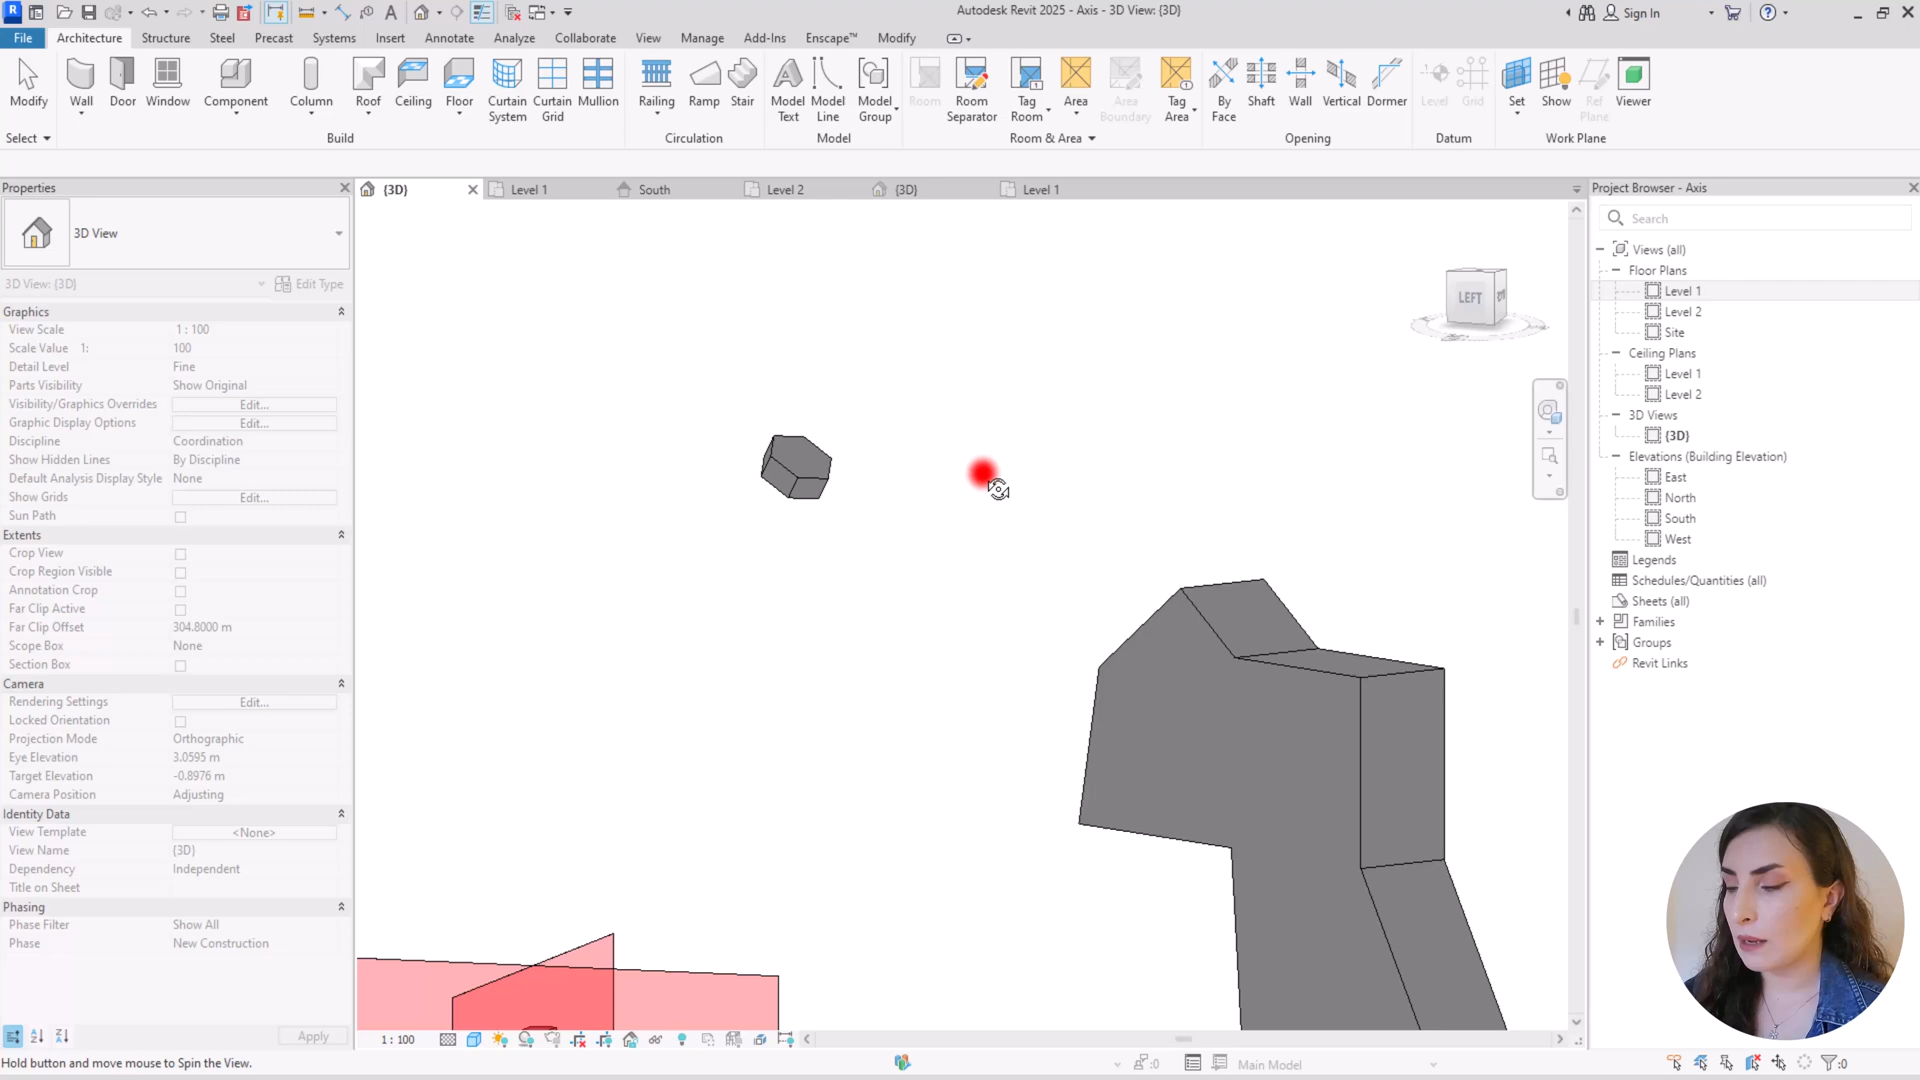 Autodesk Revit 2025 - Axis - 3D View: {3D}
Sign In
File Architecture Structure Steel Precast Systems Insert Annotate Analyze Collaborate View Manage Add-Ins Enscape™ Modify
Modify Wall Door Window Component Column Roof Ceiling Floor Curtain System Curtain Grid Mullion Railing Ramp Stair Model Text Model Line Model Group Room Room Separator Tag Room Area Area Boundary Tag Area By Face Shaft Wall Vertical Dormer Level Grid Set Show Ref Plane Viewer
Select Build Circulation Model Room & Area Opening Datum Work Plane
Properties
3D View
3D View: {3D} Edit Type
Graphics
View Scale 1 : 100
Scale Value 1: 100
Detail Level Fine
Parts Visibility Show Original
Visibility/Graphics Overrides Edit...
Graphic Display Options Edit...
Discipline Coordination
Show Hidden Lines By Discipline
Default Analysis Display Style None
Show Grids Edit...
Sun Path
Extents
Crop View
Crop Region Visible
Annotation Crop
Far Clip Active
Far Clip Offset 304.8000 m
Scope Box None
Section Box
Camera
Rendering Settings Edit...
Locked Orientation
Projection Mode Orthographic
Eye Elevation 3.0595 m
Target Elevation -0.8976 m
Camera Position Adjusting
Identity Data
View Template <None>
View Name {3D}
Dependency Independent
Title on Sheet
Phasing
Phase Filter Show All
Phase New Construction
Apply
{3D} Level 1 South Level 2 {3D} Level 1
LEFT
1 : 100
Project Browser - Axis
Search
Views (all)
Floor Plans
Level 1
Level 2
Site
Ceiling Plans
Level 1
Level 2
3D Views
{3D}
Elevations (Building Elevation)
East
North
South
West
Legends
Schedules/Quantities (all)
Sheets (all)
Families
Groups
Revit Links
Hold button and move mouse to Spin the View.
:0
Main Model
:0